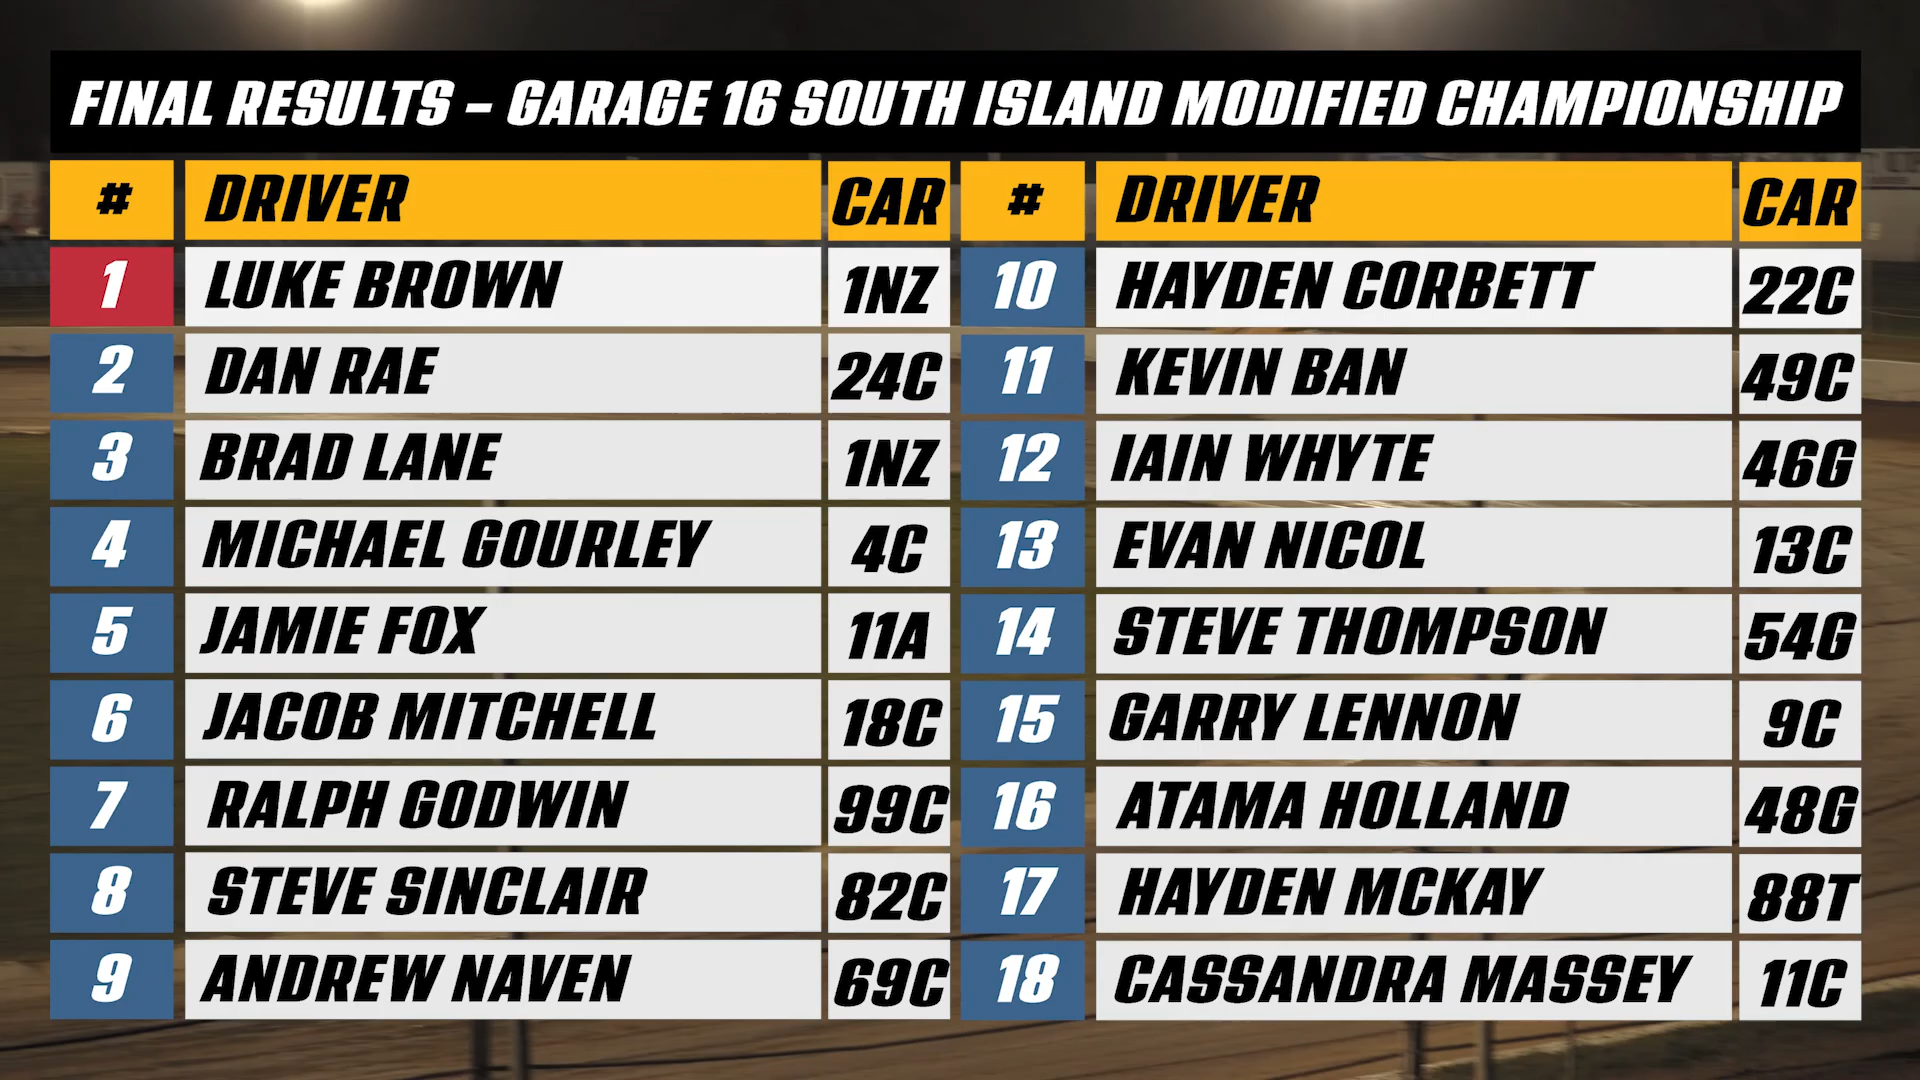 FINAL RESULTS – GARAGE 16 SOUTH ISLAND MODIFIED CHAMPIONSHIP
# DRIVER CAR
1 LUKE BROWN 1NZ
2 DAN RAE 24C
3 BRAD LANE 1NZ
4 MICHAEL GOURLEY 4C
5 JAMIE FOX 11A
6 JACOB MITCHELL 18C
7 RALPH GODWIN 99C
8 STEVE SINCLAIR 82C
9 ANDREW NAVEN 69C
# DRIVER CAR
10 HAYDEN CORBETT 22C
11 KEVIN BAN 49C
12 IAIN WHYTE 46G
13 EVAN NICOL 13C
14 STEVE THOMPSON 54G
15 GARRY LENNON 9C
16 ATAMA HOLLAND 48G
17 HAYDEN MCKAY 88T
18 CASSANDRA MASSEY 11C